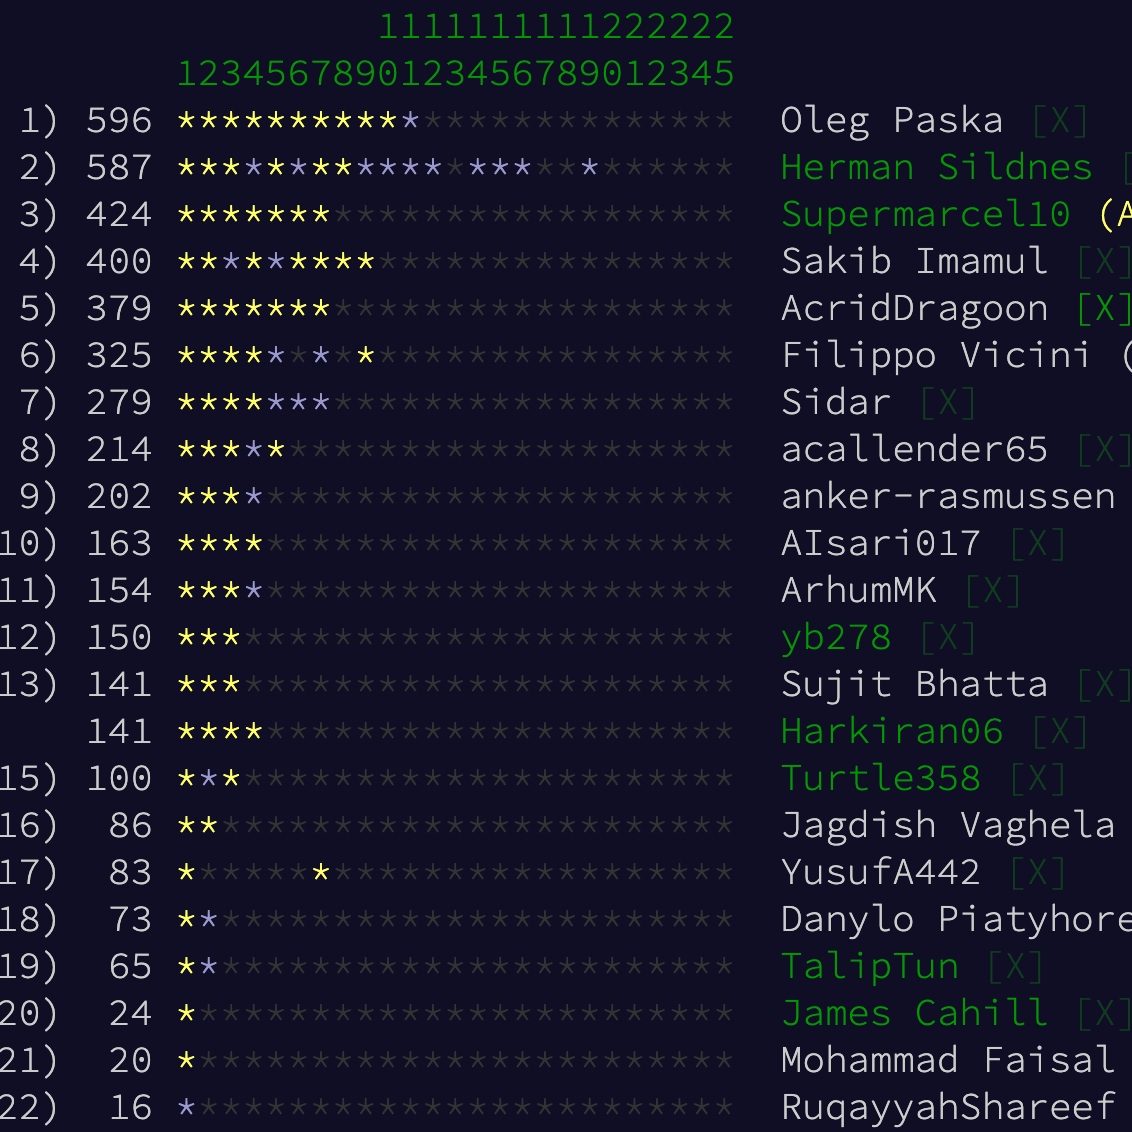 1111111111222222
1234567890123456789012345
1) 596 ************************* Oleg Paska [X]
2) 587 ************************* Herman Sildnes [
3) 424 ************************* Supermarcel10 (A
4) 400 ************************* Sakib Imamul [X]
5) 379 ************************* AcridDragoon [X]
6) 325 ************************* Filippo Vicini (
7) 279 ************************* Sidar [X]
8) 214 ************************* acallender65 [X]
9) 202 ************************* anker-rasmussen
10) 163 ************************* AIsari017 [X]
11) 154 ************************* ArhumMK [X]
12) 150 ************************* yb278 [X]
13) 141 ************************* Sujit Bhatta [X]
141 ************************* Harkiran06 [X]
15) 100 ************************* Turtle358 [X]
16) 86 ************************* Jagdish Vaghela
17) 83 ************************* YusufA442 [X]
18) 73 ************************* Danylo Piatyhore
19) 65 ************************* TalipTun [X]
20) 24 ************************* James Cahill [X]
21) 20 ************************* Mohammad Faisal
22) 16 ************************* RuqayyahShareef